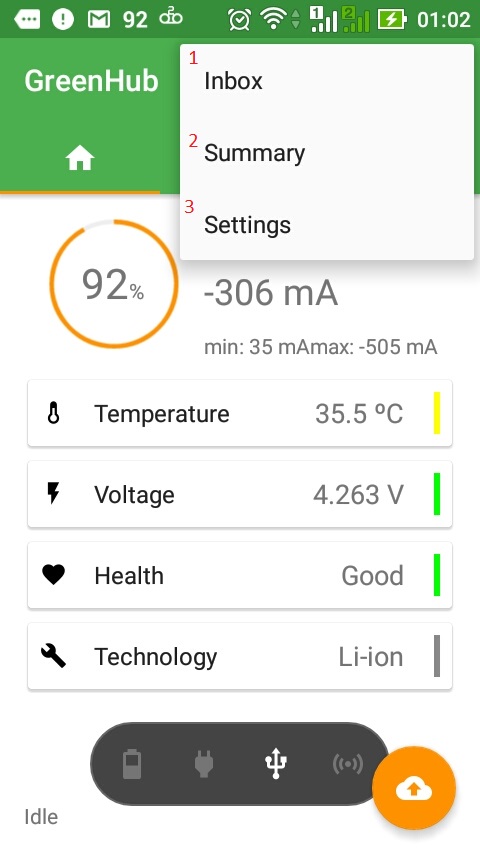 92 1 2 01:02
GreenHub
1
Inbox
2
Summary
3
Settings
92%
-306 mA
min: 35 mAmax: -505 mA
Temperature 35.5 ºC
Voltage 4.263 V
Health Good
Technology Li-ion
Idle